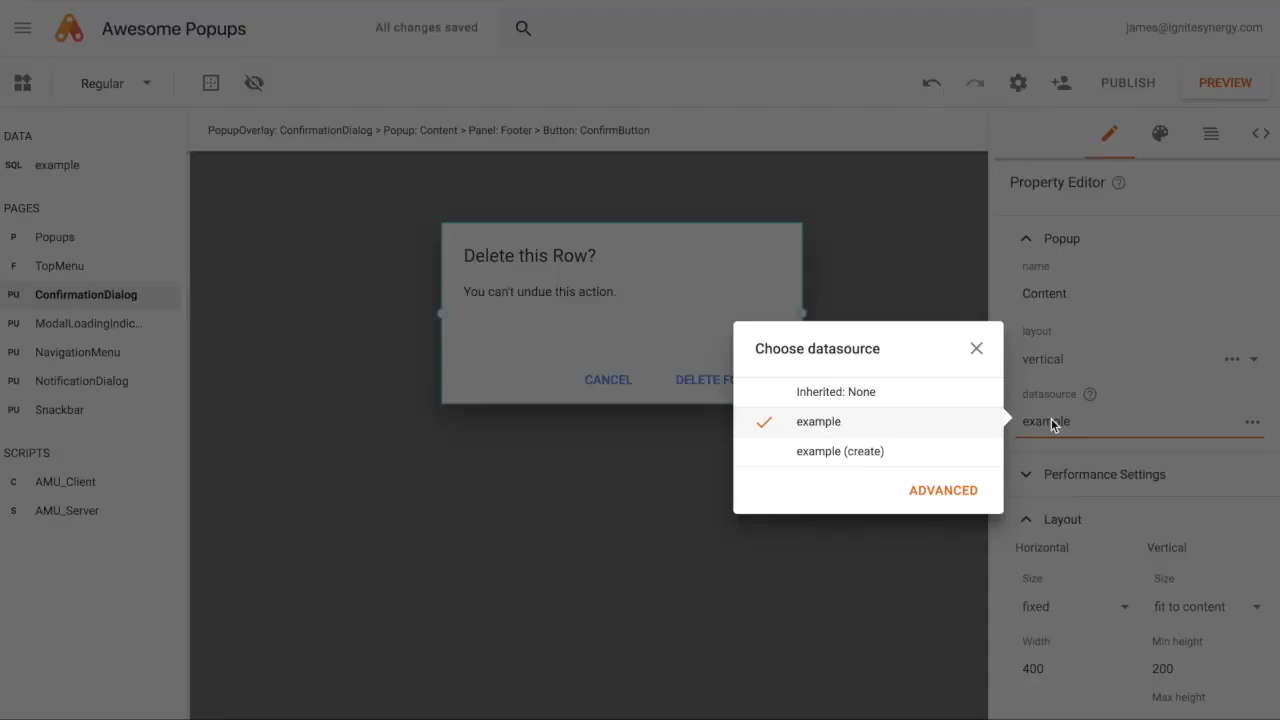 Awesome Popups
All changes saved
james@ignitesynergy.com
Regular
PUBLISH
PREVIEW
DATA
SQL example
PAGES
P Popups
F TopMenu
PU ConfirmationDialog
PU ModalLoadingIndic...
PU NavigationMenu
PU NotificationDialog
PU Snackbar
SCRIPTS
C AMU_Client
S AMU_Server
PopupOverlay: ConfirmationDialog > Popup: Content > Panel: Footer > Button: ConfirmButton
Delete this Row?
You can't undue this action.
CANCEL
DELETE FO
Choose datasource
Inherited: None
example
example (create)
ADVANCED
Property Editor
Popup
name
Content
layout
vertical
datasource
example
Performance Settings
Layout
Horizontal Vertical
Size Size
fixed fit to content
Width Min height
400 200
Max height